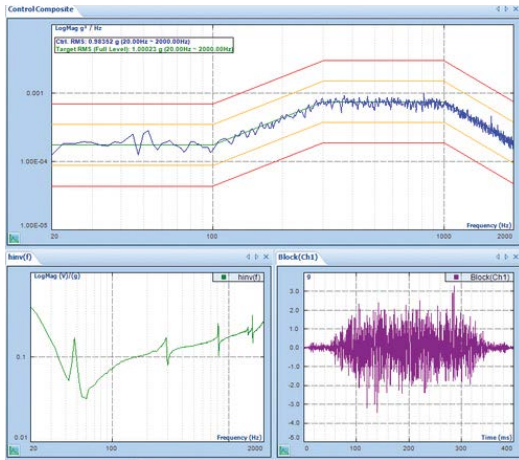 ControlComposite
LogMag g² / Hz
Ctrl. RMS: 0.98352 g (20.00Hz ~ 2000.00Hz)
Target RMS (Full Level): 1.00023 g (20.00Hz ~ 2000.00Hz)
0.001
1.00E-04
1.00E-05
20
100
1000
2000
Frequency (Hz)
hinv(f)
LogMag (V)/(g)
hinv(f)
0.1
0.01
20
100
2000
Frequency (Hz)
Block(Ch1)
g
Block(Ch1)
3.0
2.0
1.0
0.0
-1.0
-2.0
-3.0
-4.0
-5.0
0
100
200
300
400
Time (ms)